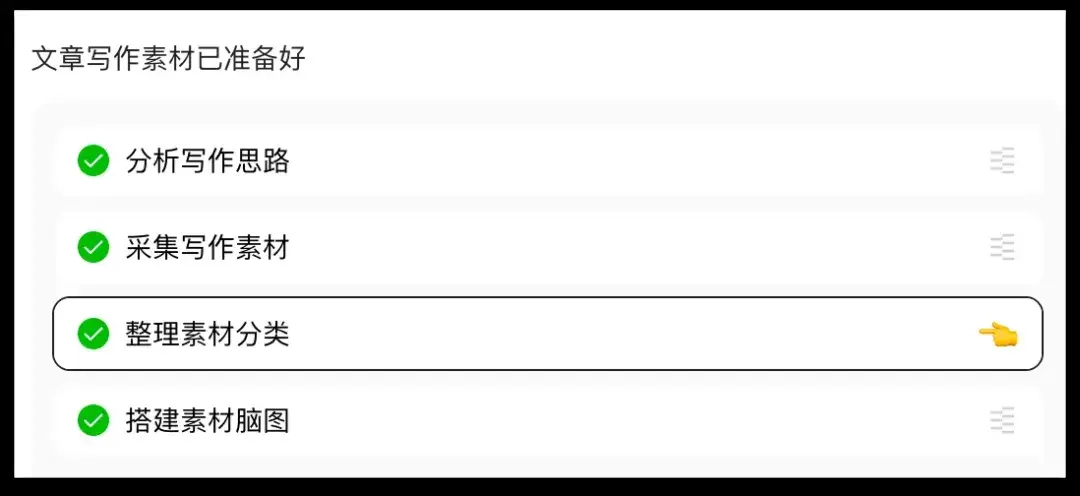 文章写作素材已准备好
分析写作思路
采集写作素材
整理素材分类
搭建素材脑图